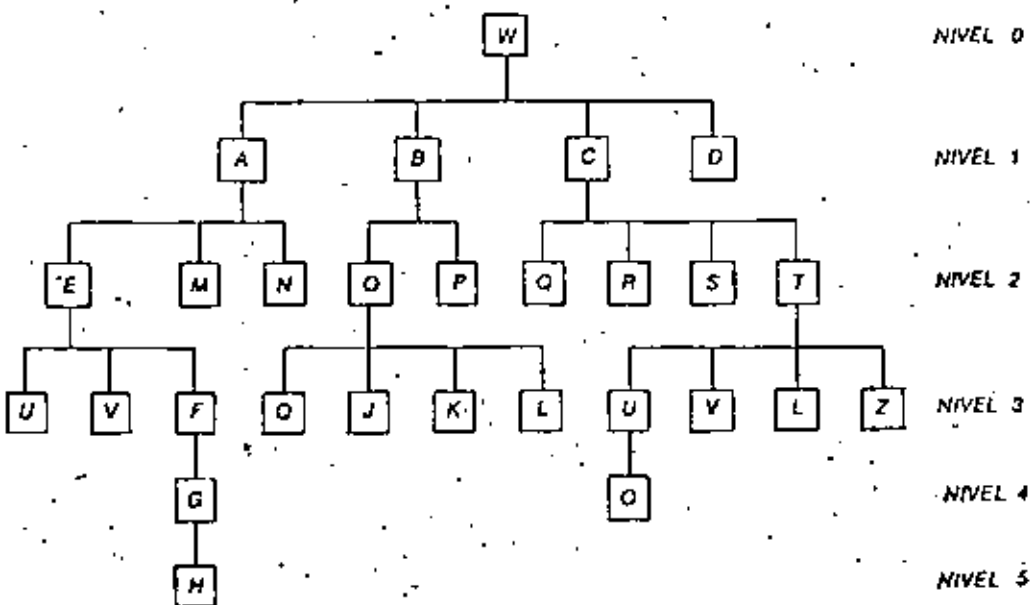 W NIVEL 0
A B C D NIVEL 1
E M N O P Q R S T NIVEL 2
U V F Q J K L U V L Z NIVEL 3
G O NIVEL 4
H NIVEL 5